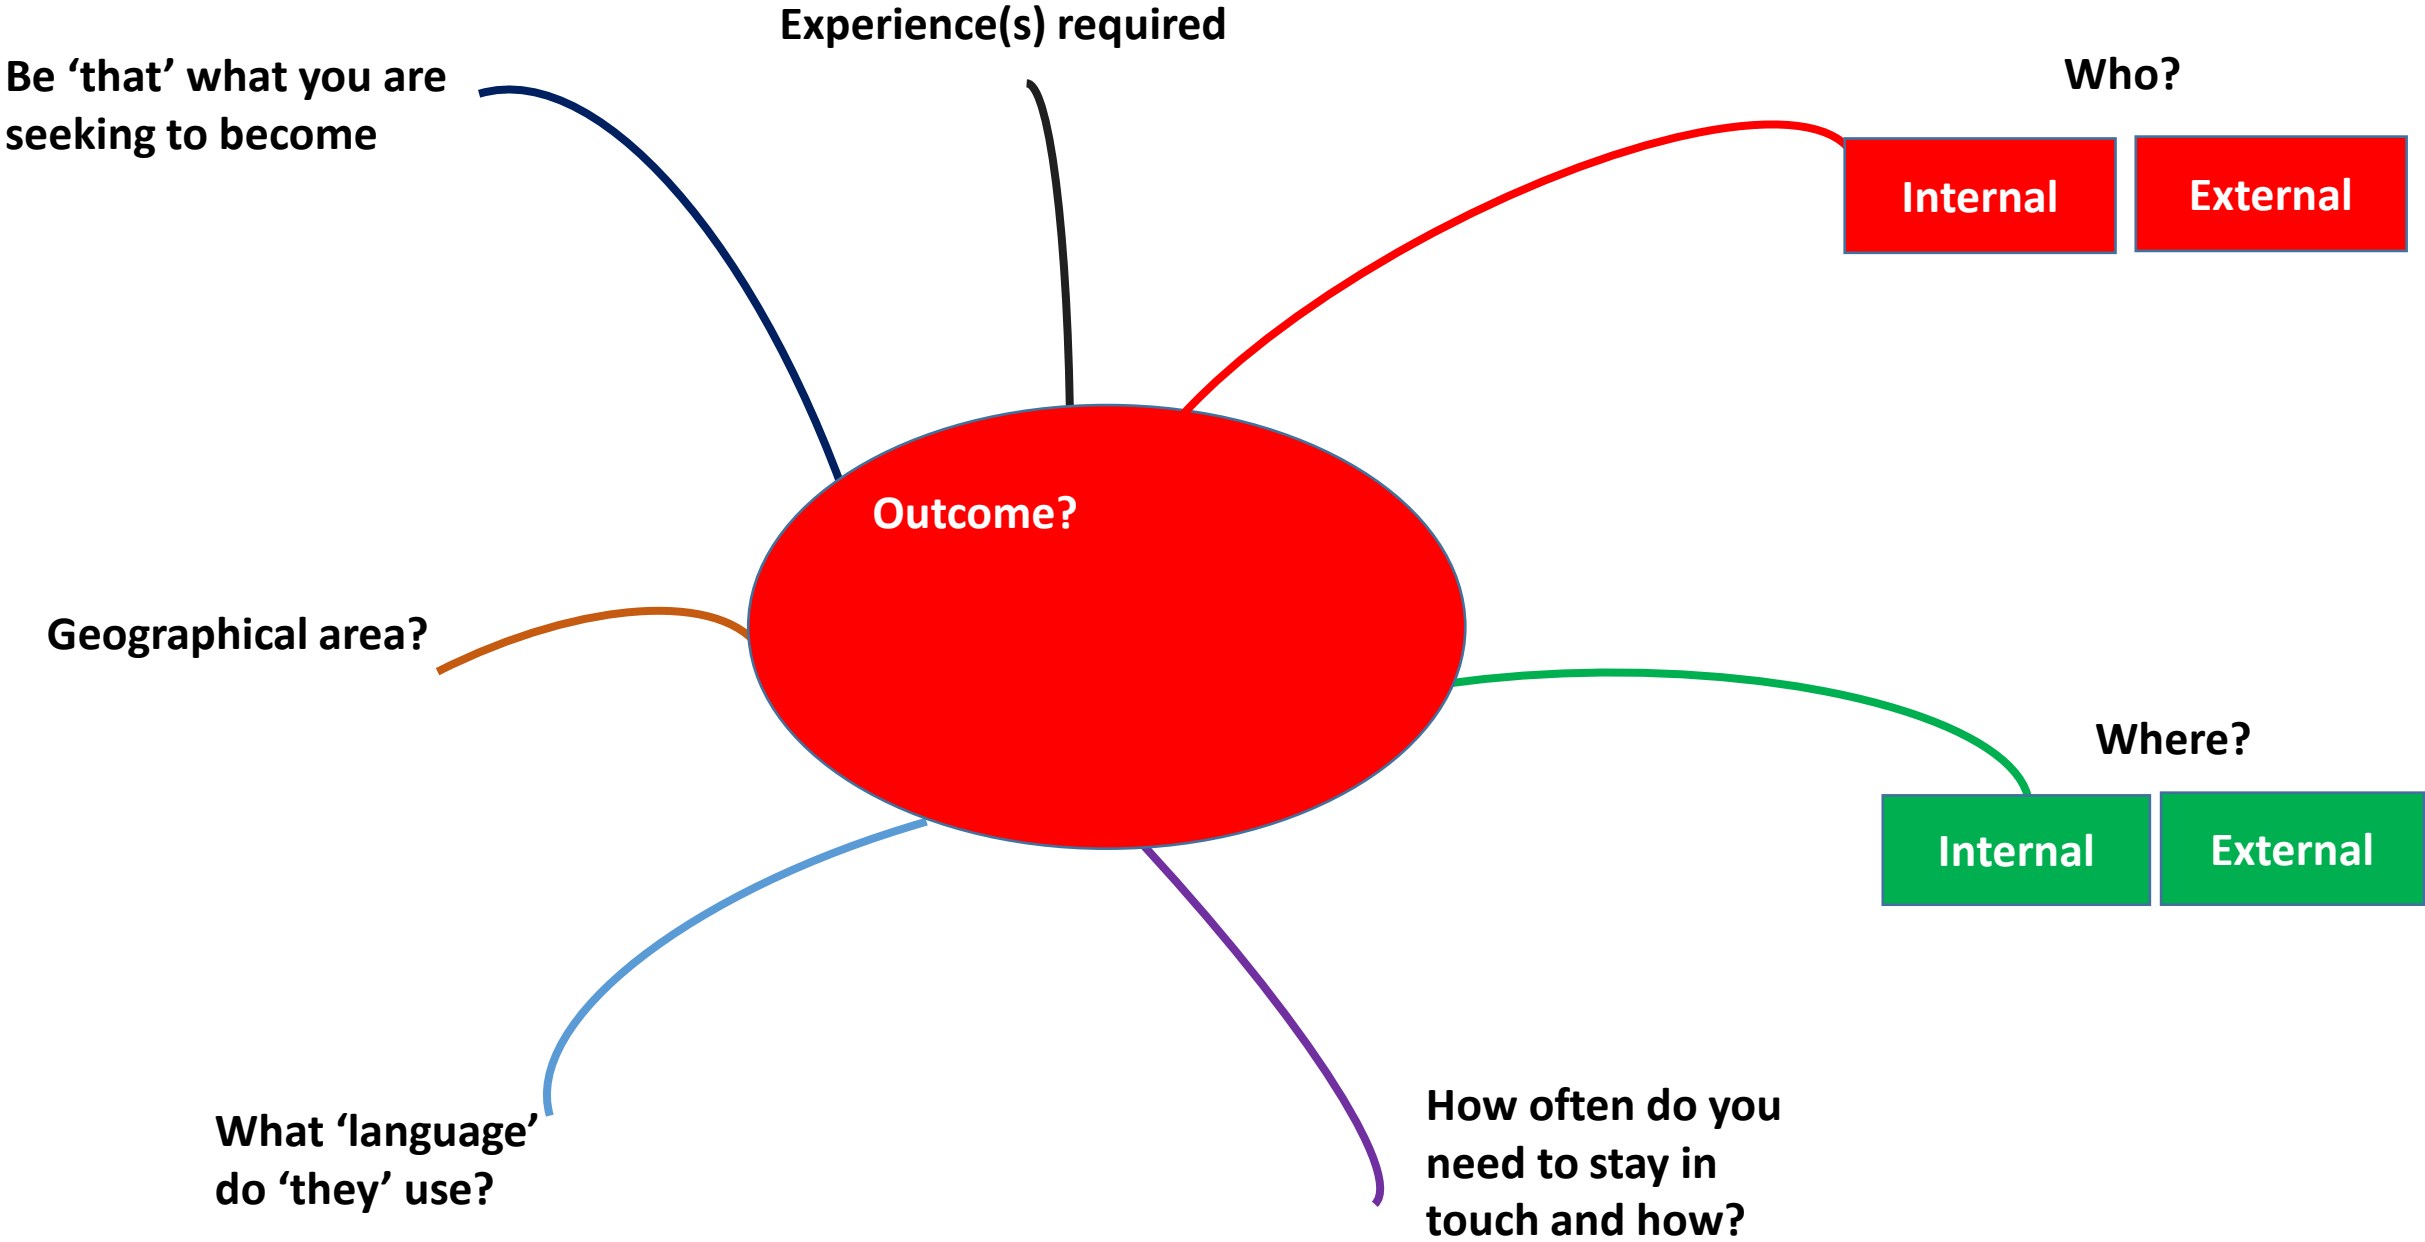 Experience(s) required
Be ‘that’ what you are
seeking to become
Who?
Internal
External
Outcome?
Geographical area?
Where?
Internal
External
What ‘language’
do ‘they’ use?
How often do you
need to stay in
touch and how?